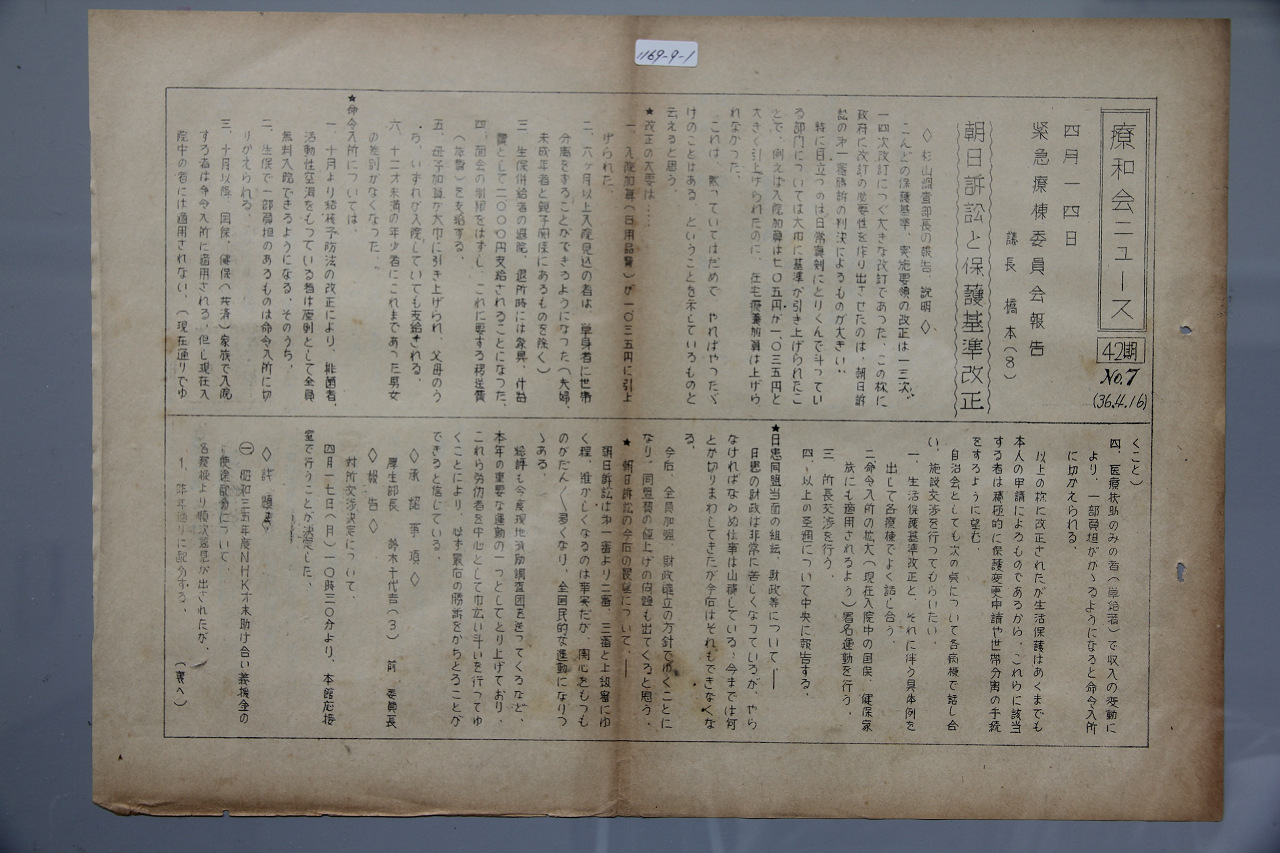 1169-9-1
療和会ニュース
42期
No.7
(36.4.16)
四月一四日
緊急療棟委員会報告
議長 橋本(8)
朝日訴訟と保護基準改正
◇杉山調査部長の報告、説明◇
こんどの保護基準、実施要領の改正は一三次、
一四次改訂につぐ大きな改訂であった、この様に
政府に改訂の必要性を作り出させたのは、朝日訴
訟の第一審勝訴の判決によるものが大きい、
特に目立つのは日常真剣にとりくんで斗ってい
る部門については大巾に基準が引き上げられたこ
とで、例えば入院加算は七〇五円が一、〇三五円と
大きく引上げられたのに、在宅療養加算は上げら
れなかった、
これは、黙っていてはだめで、やればやったゞ
けのことはある、ということを示しているものと
云えると思う、
★改正の大要は……
一、入院加算(日用品費)が一、〇三五円に引上
げられた、
二、六ヶ月以上入院見込の者は、単身者に世帯
分離をすることができるようになった(夫婦、
未成年者と親子関係にあるものを除く)
三、生保併給者の退院、退所時には家具、什器
費として二、〇〇〇円支給されることになった、
四、面会の制限をはずし、これに要する移送費
(旅費)を支給する、
五、母子加算が大巾に引き上げられ、父母のう
ち、いずれが入院していても支給される、
六、十二才未満の年少者にこれまであった男女
の差別がなくなった、
★命令入所については、
一、十月より結核予防法の改正により、排菌者、
活動性空洞をもっている者は原則として全員
無料入院できるようになる、そのうち、
二、生保で一部負担のあるものは命令入所に切
りかえられる、
三、十月以降、国保、健保(共済)家族で入院
する者は命令入所に適用される、但し現在入
院中の者には適用されない、(現在通りでゆ
くこと)
四、医療扶助のみの者(単給者)で収入の変動に
より、一部負担がかゝるようになると命令入所
に切かえられる、
以上の様に改正されたが生活保護はあくまでも
本人の申請によるものであるから、これらに該当
する者は積極的に保護変更申請や世帯分離の手続
をするように望む、
自治会としても次の点について各病棟で話し合
い、施設交渉を行ってもらいたい、
一、生活保護基準改正と、それに伴う具体例を
出して各療棟でよく話し合う、
二、命令入所の拡大(現在入院中の国保、健保家
族にも適用されるよう)署名運動を行う、
三、所長交渉を行う、
四、以上の
について中央に報告する、
★日患同盟当面の組織、財政等について——
日患の財政は非常に苦しくなっているが、やら
なければならぬ仕事は山積している、今までは何
とか切りまわしてきたが今后はそれもできなくな
る、
今后、全員加盟、財政確立の方針でゆくことに
なり、同盟費の値上げの問題も出てくると思う、
★朝日訴訟の今后の展望について、——
朝日訴訟は第一審より二審、三審と上級審にゆ
く程、難かしくなるのは事実だが、関心をもつも
のがだん〳〵多くなり、全国民的な運動になりつ
ゝある、
総評も今度現地激励調査団を送ってくるなど、
本年の重要な運動の一つとしてとり上げており、
これら労仂者を中心として巾広い斗いを行ってゆ
くことにより、必ず最后の勝訴をかちとることが
できると信じている、
◇承認事項◇
厚生部長 鈴木千代吉(3) 前、委員長
◇報告◇
対所交渉決定について、
四月一七日(月)一〇時三〇分より、本館応接
室で行うことが決定した、
◇議題◇
㊀昭和三五年度NHK才末助け合い義援金の
使途
について、
各療棟より順次意見が出されたが、
1、昨年通りに配分する、
(裏へ)